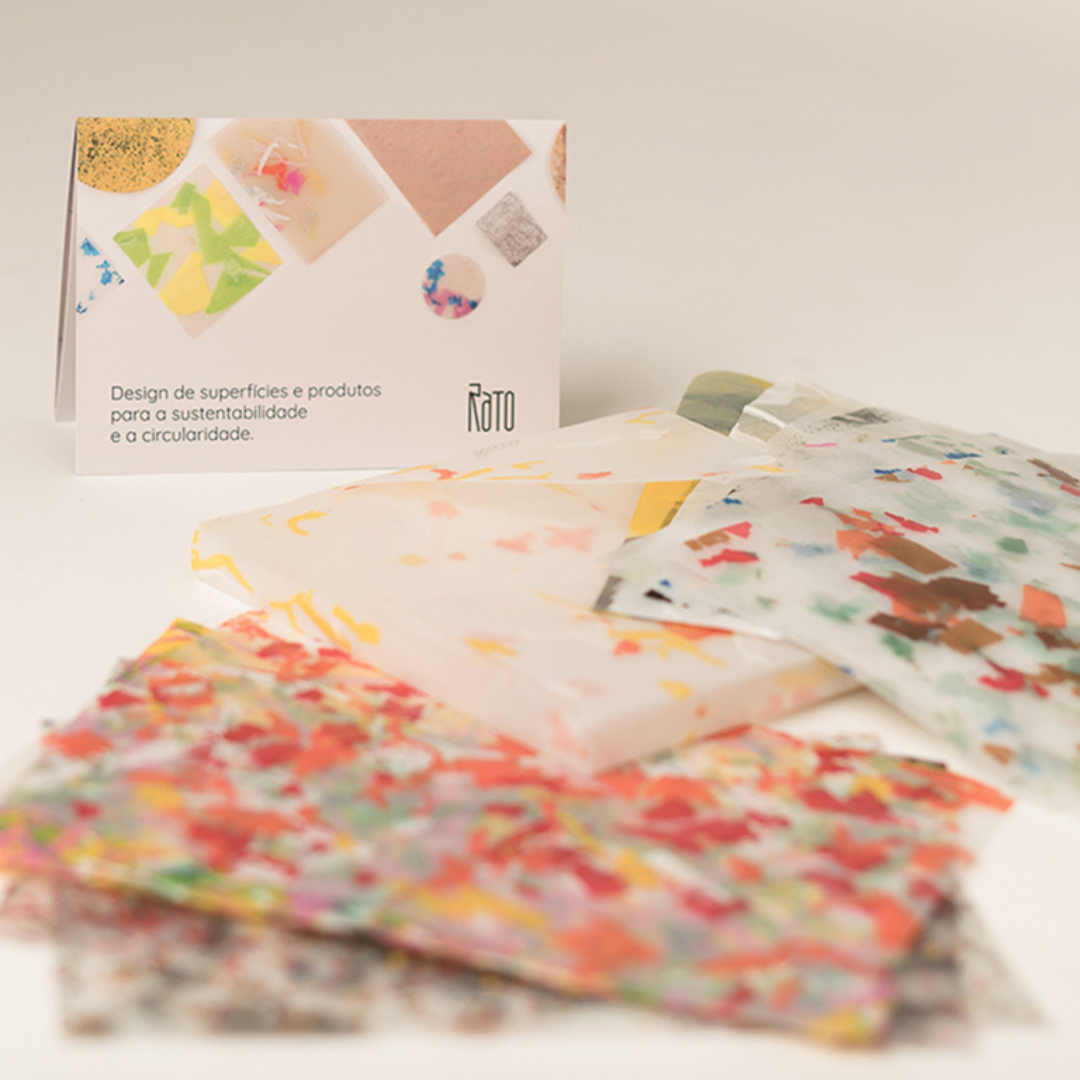 Design de superfícies e produtos
para a sustentabilidade
e a circularidade.
RaTO